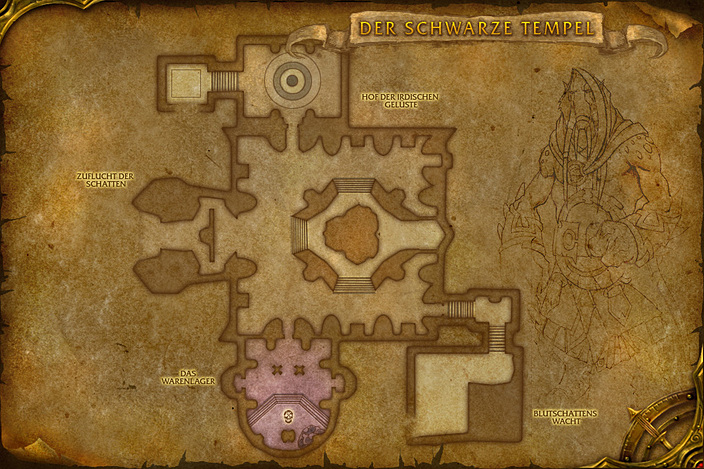 DER SCHWARZE TEMPEL
HOF DER IRDISCHEN
GELÜSTE
ZUFLUCHT DER
SCHATTEN
DAS
WARENLAGER
BLUTSCHATTENS
WACHT